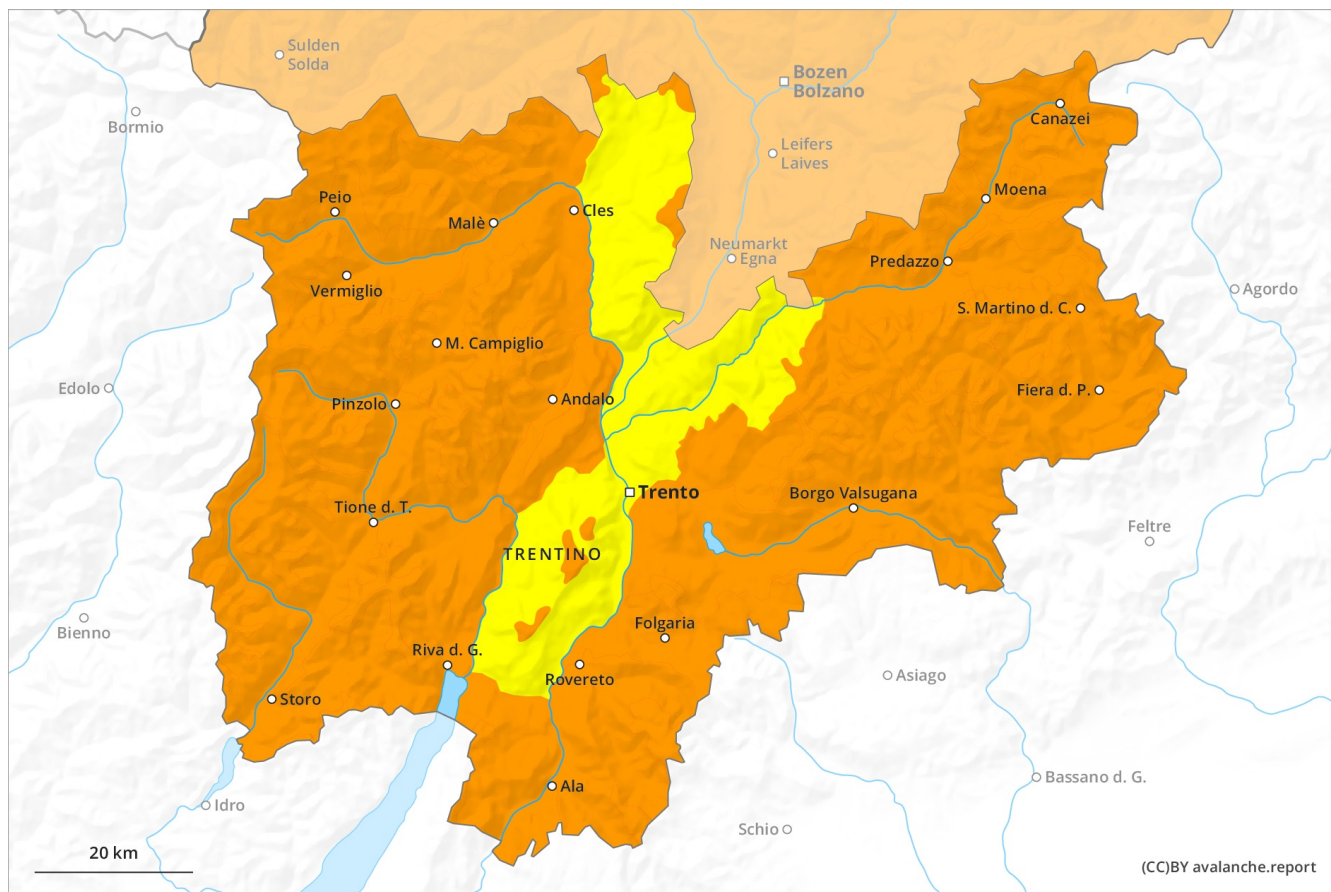 Sulden
Solda
Bozen
Bolzano
Bormio
Canazei
Leifers
Laives
Peio
Malè
Cles
Moena
Neumarkt
Egna
Predazzo
Vermiglio
Agordo
S. Martino d. C.
M. Campiglio
Edolo
Pinzolo
Andalo
Fiera d. P.
Trento
Borgo Valsugana
Tione d. T.
Feltre
TRENTINO
Bienno
Folgaria
Riva d. G.
Rovereto
Asiago
Storo
Bassano d. G.
Ala
Idro
Schio
20 km
(CC)BY avalanche.report